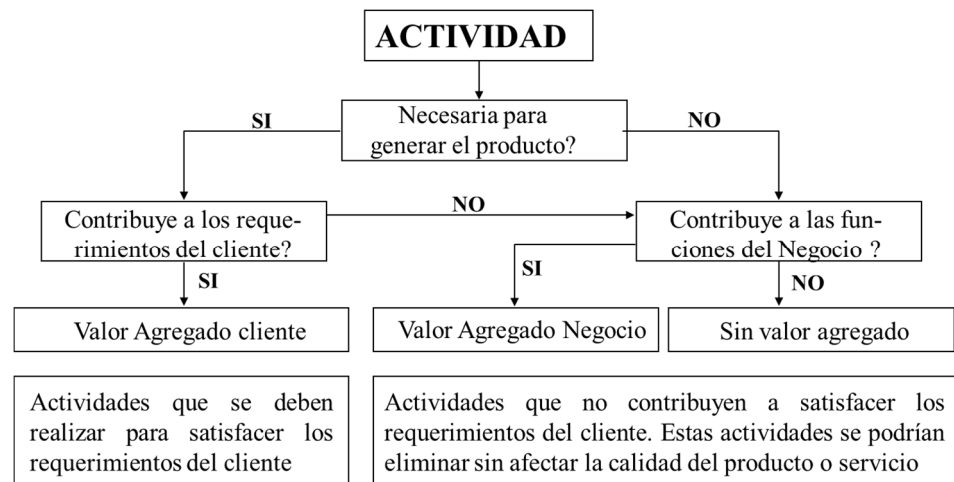 ACTIVIDAD
Necesaria para
generar el producto?
SI
NO
Contribuye a los reque-
rimientos del cliente?
NO
Contribuye a las fun-
ciones del Negocio ?
SI
SI
NO
Valor Agregado cliente
Valor Agregado Negocio
Sin valor agregado
Actividades que se deben
realizar para satisfacer los
requerimientos del cliente
Actividades que no contribuyen a satisfacer los
requerimientos del cliente. Estas actividades se podrían
eliminar sin afectar la calidad del producto o servicio